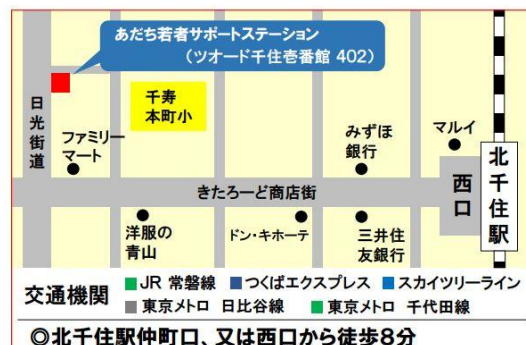 あだち若者サポートステーション
（ツオード千住壱番館 402）
日光街道
千寿
本町小
ファミリー
マート
みずほ
銀行
マルイ
北千住駅
西口
きたろーど商店街
洋服の
青山
ドン・キホーテ
三井住
友銀行
交通機関
JR 常磐線 つくばエクスプレス スカイツリーライン
東京メトロ 日比谷線 東京メトロ 千代田線
◎北千住駅仲町口、又は西口から徒歩8分